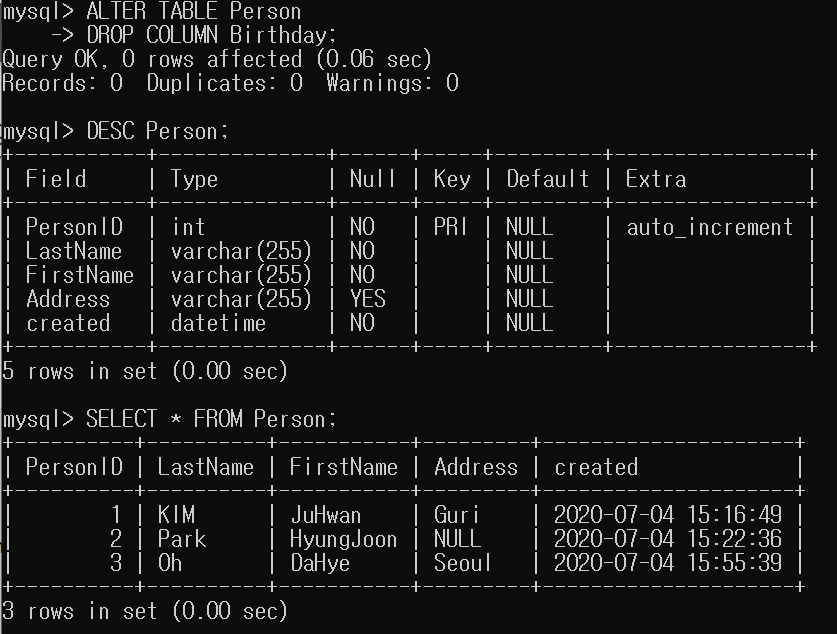 mysql> ALTER TABLE Person
    -> DROP COLUMN Birthday;
Query OK, 0 rows affected (0.06 sec)
Records: 0  Duplicates: 0  Warnings: 0

mysql> DESC Person;
+-----------+--------------+------+-----+---------+----------------+
| Field     | Type         | Null | Key | Default | Extra          |
+-----------+--------------+------+-----+---------+----------------+
| PersonID  | int          | NO   | PRI | NULL    | auto_increment |
| LastName  | varchar(255) | NO   |     | NULL    |                |
| FirstName | varchar(255) | NO   |     | NULL    |                |
| Address   | varchar(255) | YES  |     | NULL    |                |
| created   | datetime     | NO   |     | NULL    |                |
+-----------+--------------+------+-----+---------+----------------+
5 rows in set (0.00 sec)

mysql> SELECT * FROM Person;
+----------+----------+-----------+---------+---------------------+
| PersonID | LastName | FirstName | Address | created             |
+----------+----------+-----------+---------+---------------------+
|        1 | KIM      | JuHwan    | Guri    | 2020-07-04 15:16:49 |
|        2 | Park     | HyungJoon | NULL    | 2020-07-04 15:22:36 |
|        3 | Oh       | DaHye     | Seoul   | 2020-07-04 15:55:39 |
+----------+----------+-----------+---------+---------------------+
3 rows in set (0.00 sec)